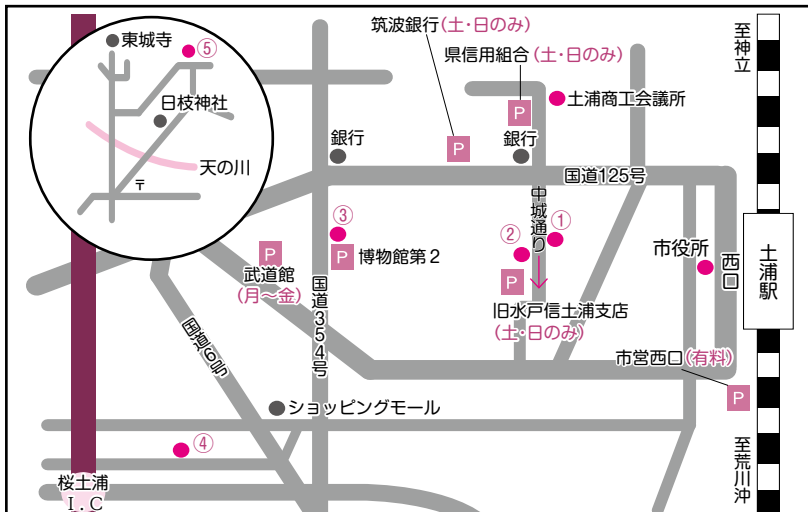 筑波銀行(土・日のみ)
県信用組合(土・日のみ)
至神立
東城寺
⑤
日枝神社
天の川
〒
P
土浦商工会議所
銀行
P
銀行
国道125号
中城通り
③
①
②
P
武道館
(月〜金)
P
博物館第2
P
旧水戸信土浦支店
(土・日のみ)
市役所
西口
土浦駅
国道354号
国道6号
市営西口(有料)
P
ショッピングモール
④
桜土浦
I.C
至荒川沖